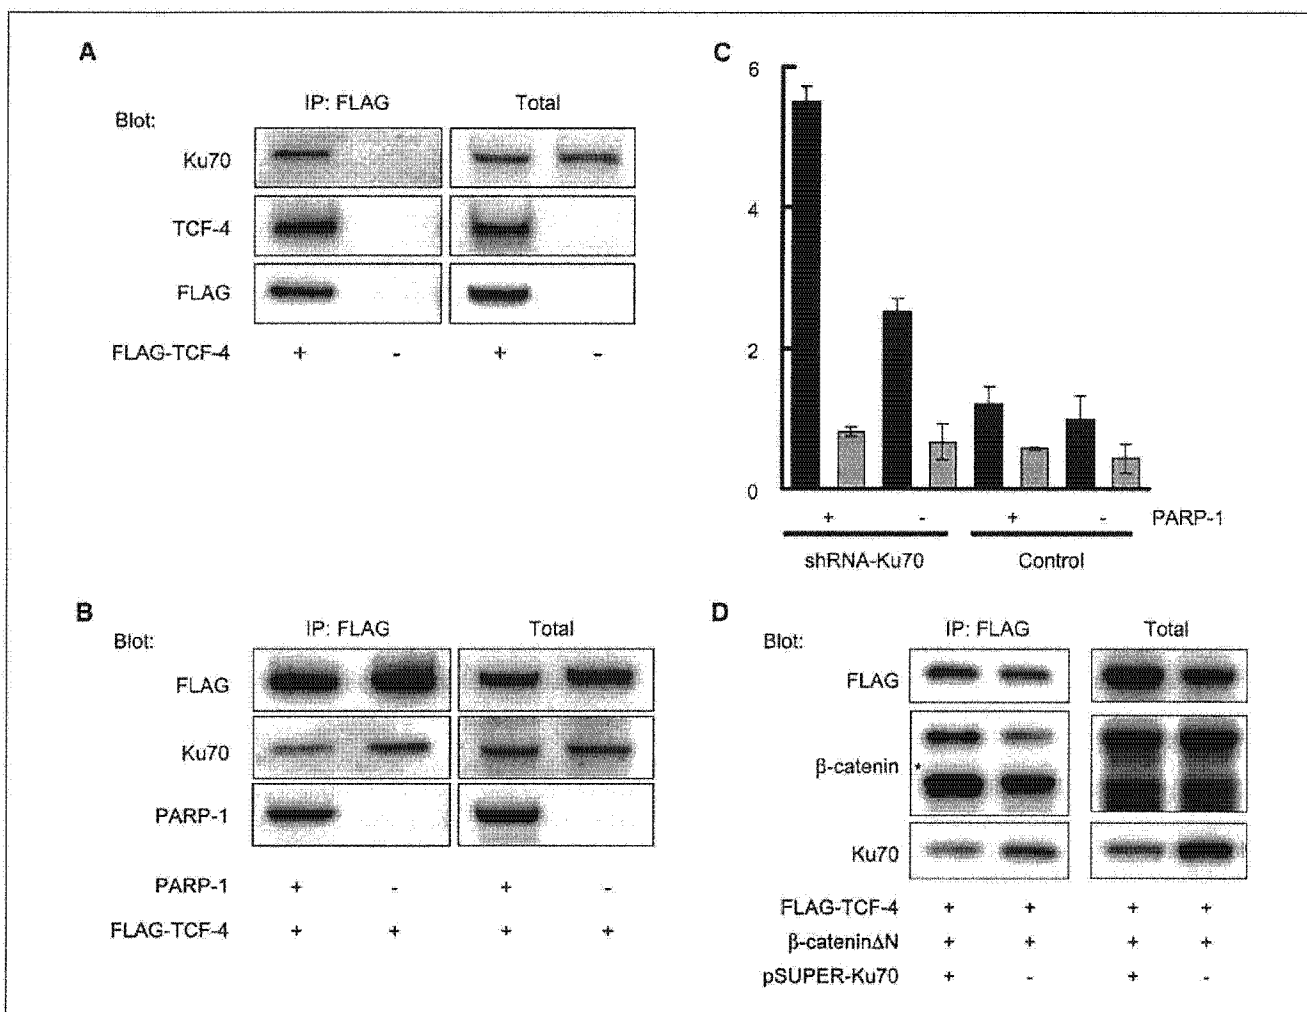 A
IP: FLAG Total
Blot:
Ku70
TCF-4
FLAG
FLAG-TCF-4 + - + -
C
6
4
2
0
+ - + - PARP-1
shRNA-Ku70 Control
B
IP: FLAG Total
Blot:
FLAG
Ku70
PARP-1
PARP-1 + - + -
FLAG-TCF-4 + + + +
D
IP: FLAG Total
Blot:
FLAG
β-catenin *
Ku70
FLAG-TCF-4 + + + +
β-cateninΔN + + + +
pSUPER-Ku70 + - + -